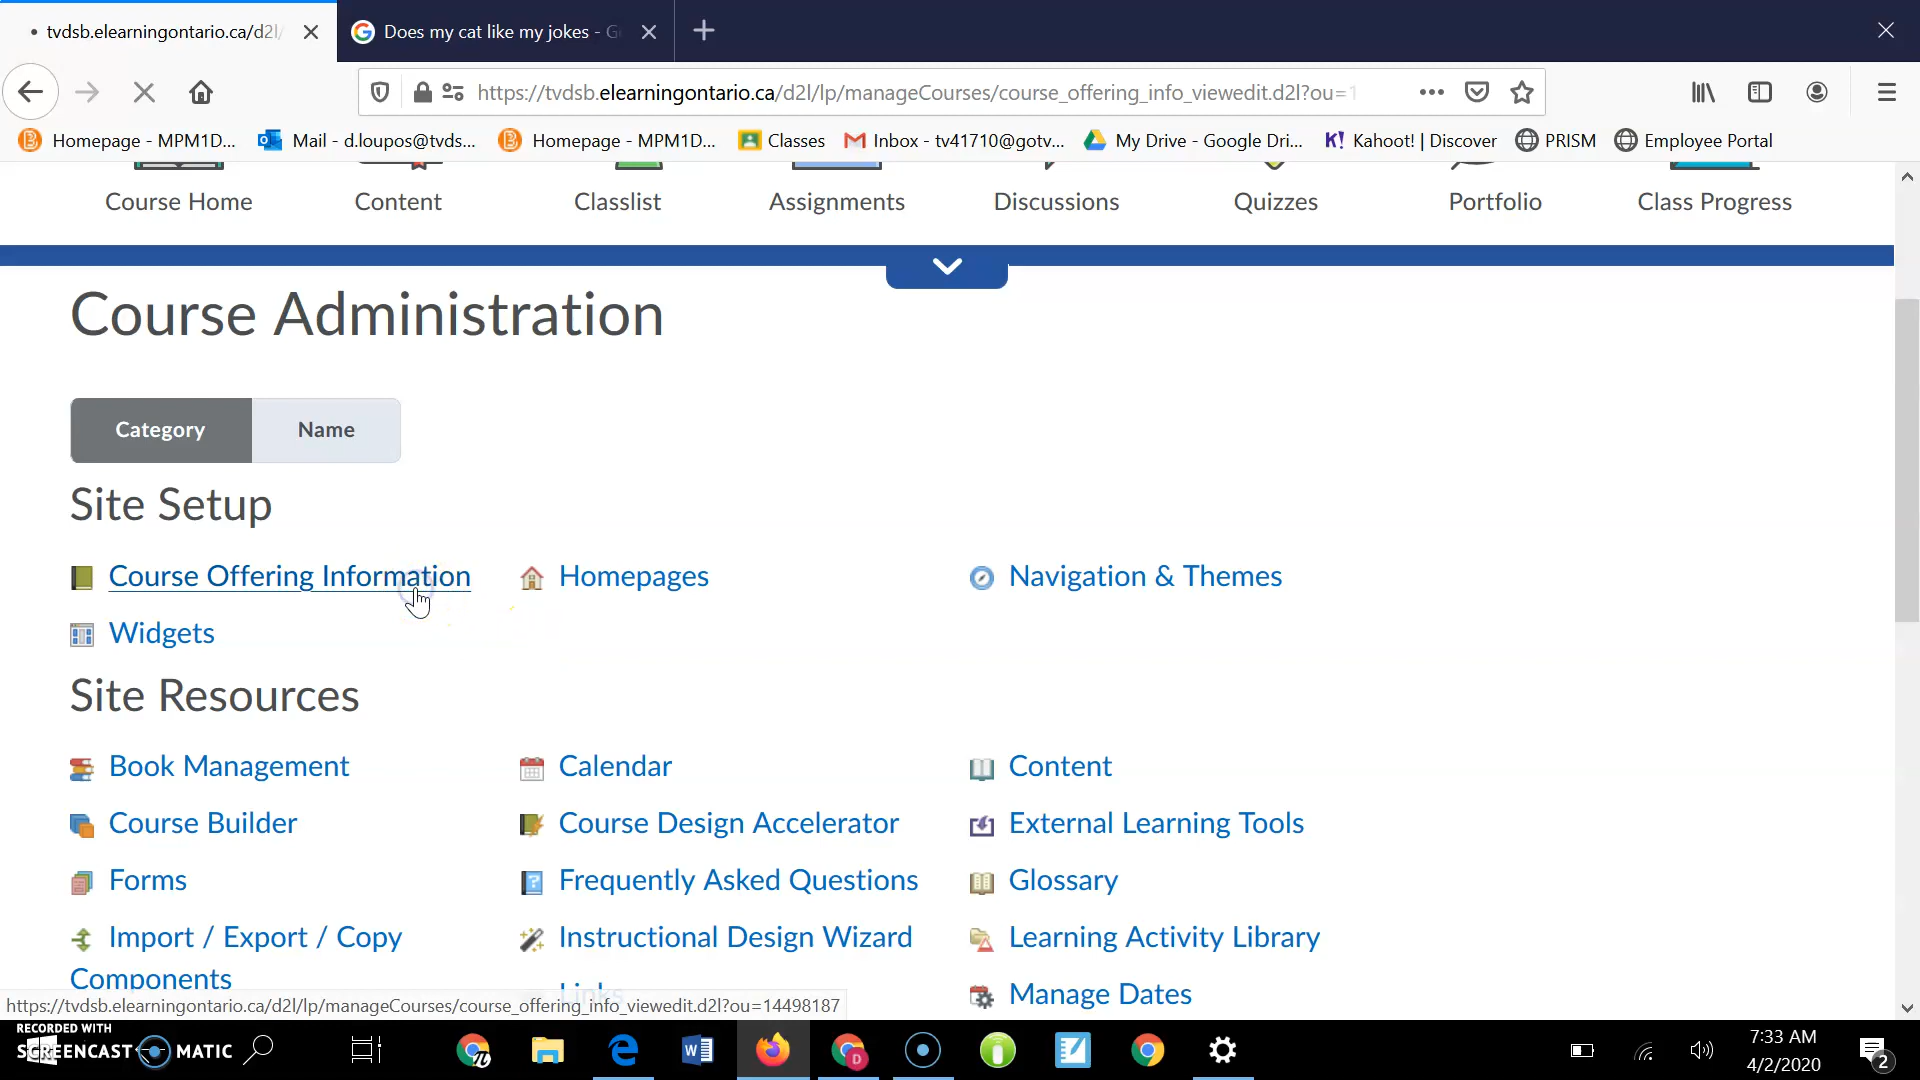 tvdsb.elearningontario.ca/d2l/
Does my cat like my jokes - G
https://tvdsb.elearningontario.ca/d2l/lp/manageCourses/course_offering_info_viewedit.d2l?ou=1
Homepage - MPM1D... Mail - d.loupos@tvds... Homepage - MPM1D... Classes Inbox - tv41710@gotv... My Drive - Google Dri... K! Kahoot! | Discover PRISM Employee Portal
Course Home Content Classlist Assignments Discussions Quizzes Portfolio Class Progress
Course Administration
Category Name
Site Setup
Course Offering Information Homepages Navigation & Themes
Widgets
Site Resources
Book Management Calendar Content
Course Builder Course Design Accelerator External Learning Tools
Forms Frequently Asked Questions Glossary
Import / Export / Copy Instructional Design Wizard Learning Activity Library
Components
Links Manage Dates
https://tvdsb.elearningontario.ca/d2l/lp/manageCourses/course_offering_info_viewedit.d2l?ou=14498187
RECORDED WITH
SCREENCAST MATIC
7:33 AM
4/2/2020
2